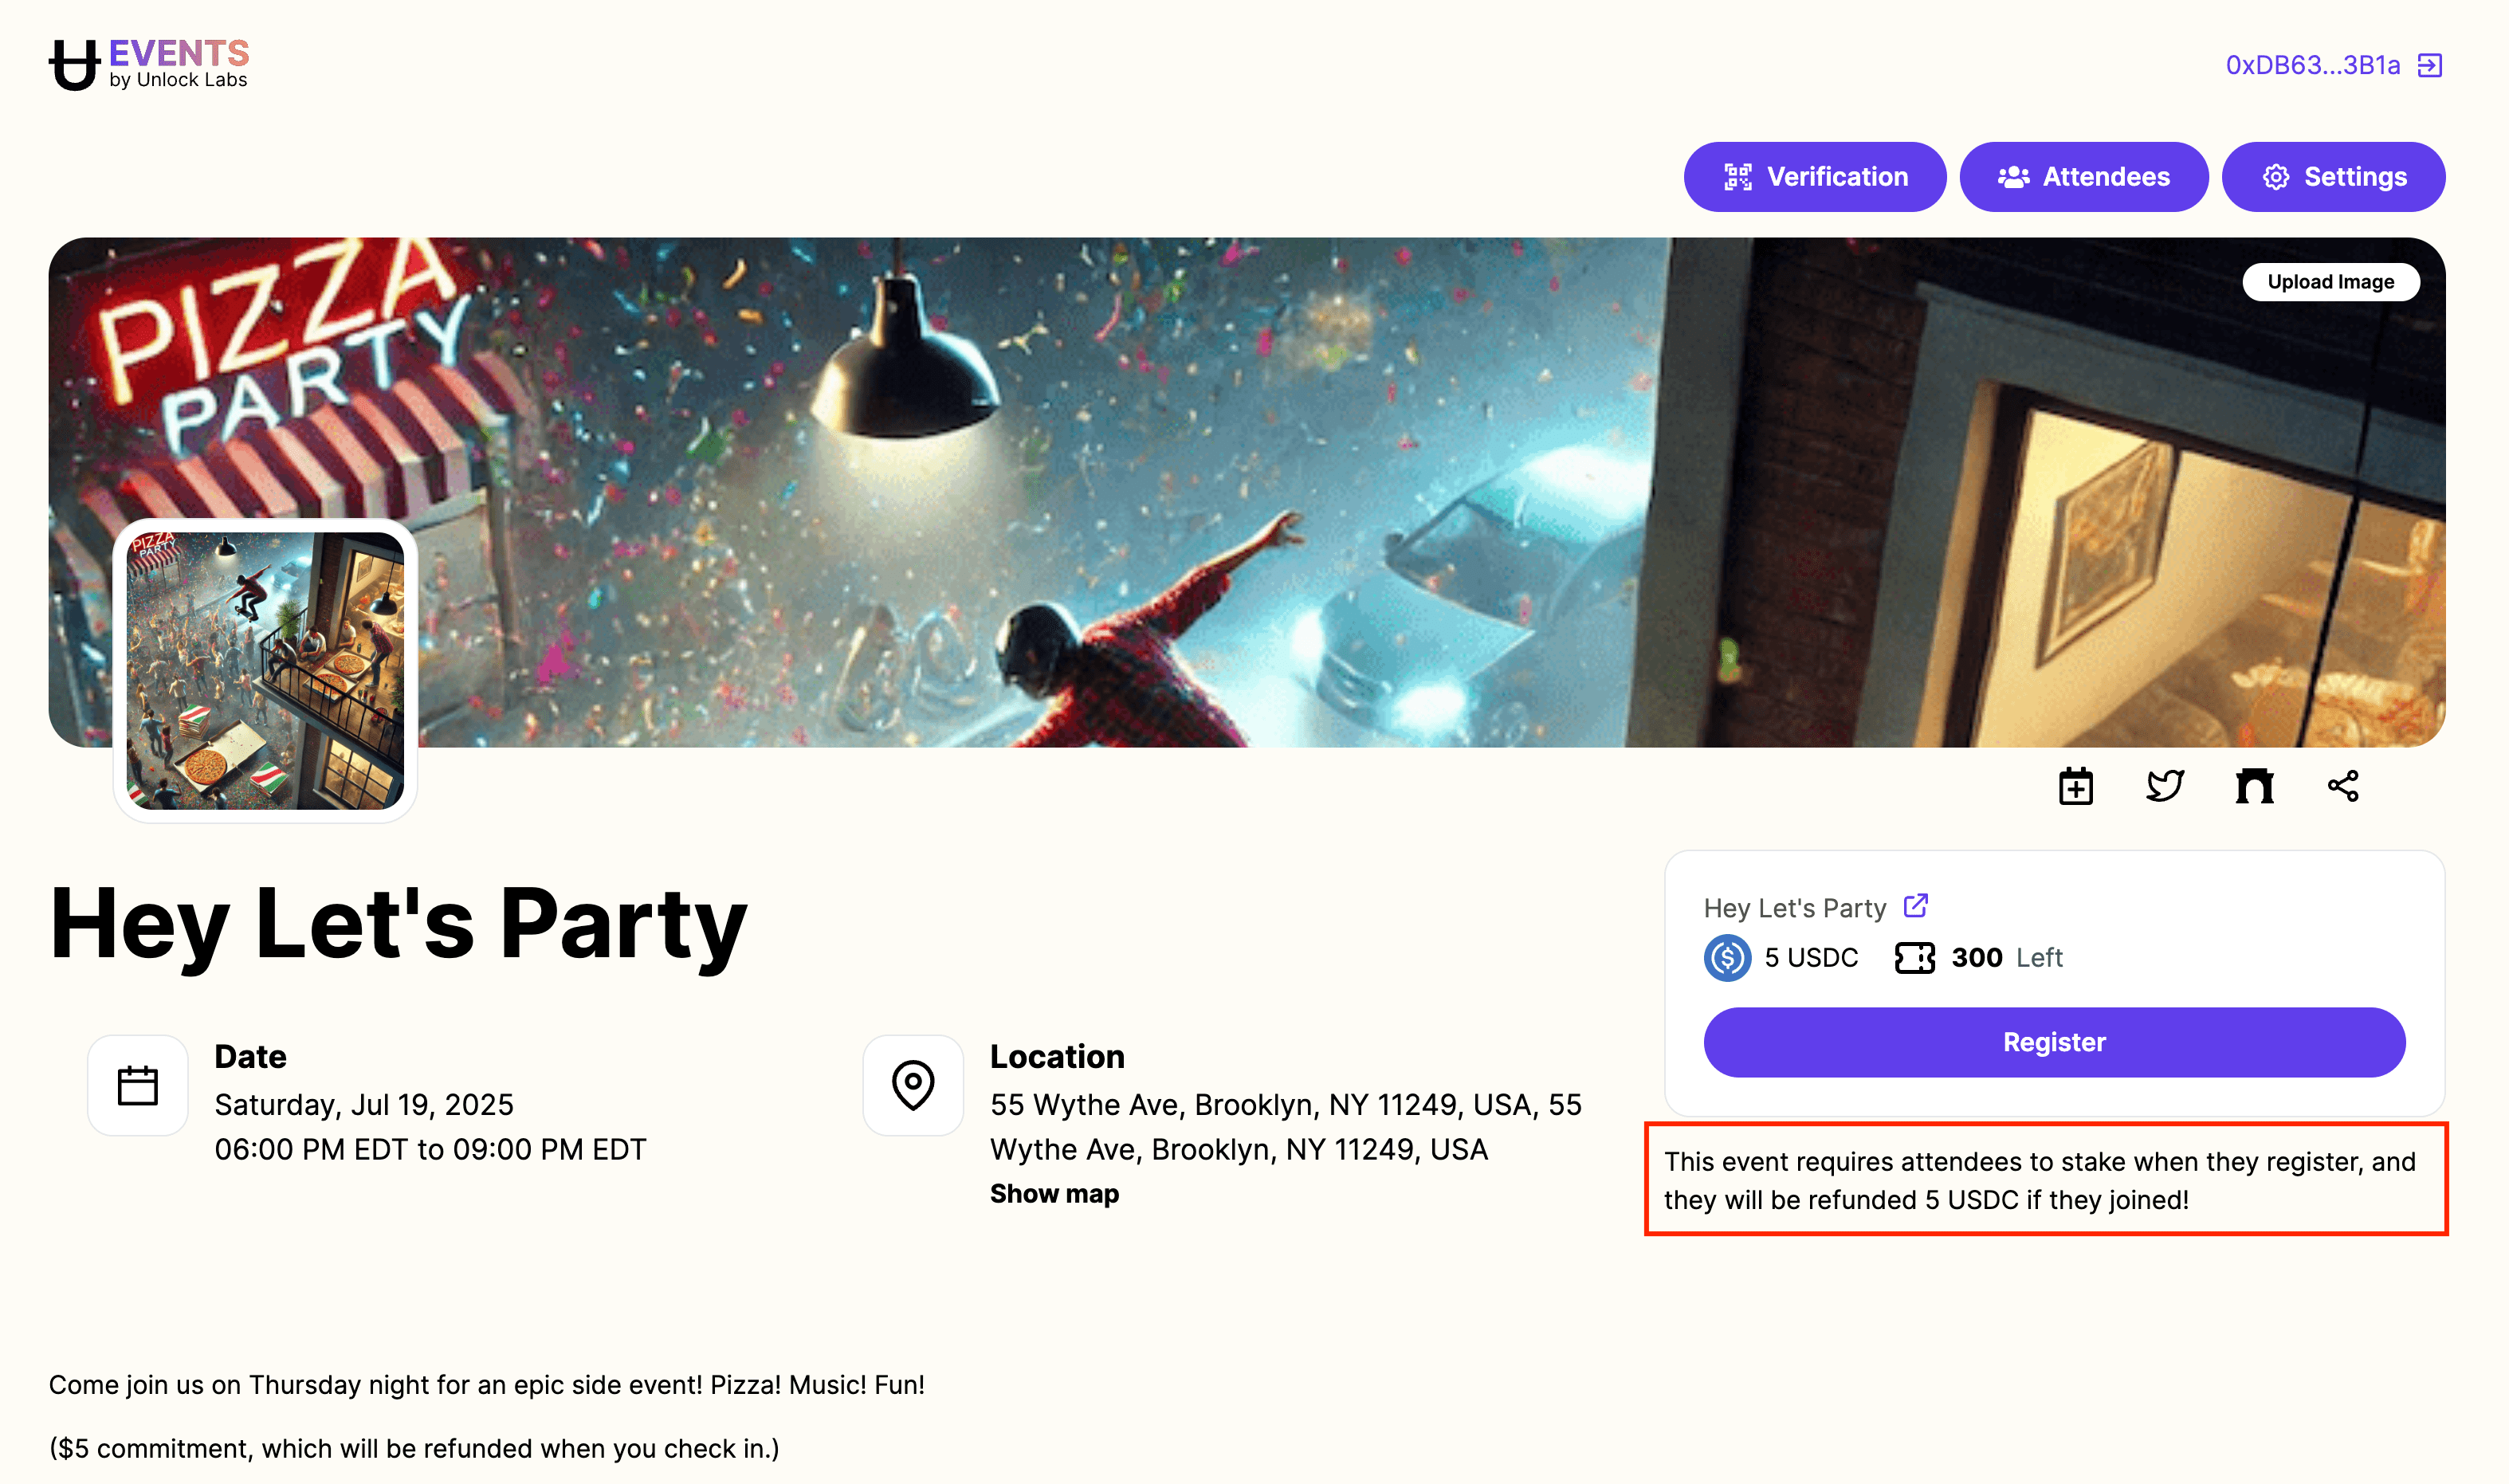 EVENTS
by Unlock Labs
0xDB63...3B1a
Verification
Attendees
Settings
PIZZA
PARTY
Upload Image
PIZZA
PARTY
Hey Let's Party
Date
Saturday, Jul 19, 2025
06:00 PM EDT to 09:00 PM EDT
Location
55 Wythe Ave, Brooklyn, NY 11249, USA, 55
Wythe Ave, Brooklyn, NY 11249, USA
Show map
Hey Let's Party
5 USDC 300 Left
Register
This event requires attendees to stake when they register, and
they will be refunded 5 USDC if they joined!
Come join us on Thursday night for an epic side event! Pizza! Music! Fun!
($5 commitment, which will be refunded when you check in.)